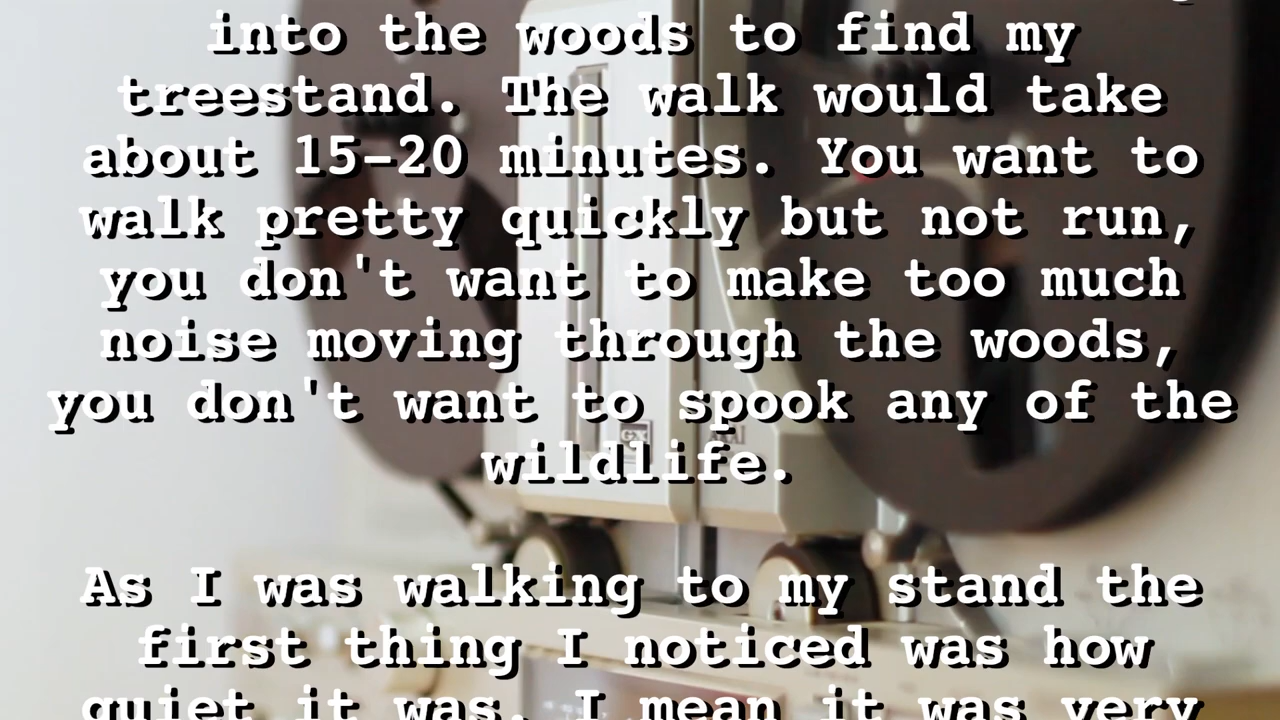 into the woods to find my
treestand. The walk would take
about 15-20 minutes. You want to
walk pretty quickly but not run,
you don't want to make too much
noise moving through the woods,
you don't want to spook any of the
wildlife.
As I was walking to my stand the
first thing I noticed was how
quiet it was. I mean it was very
GX
AKAI